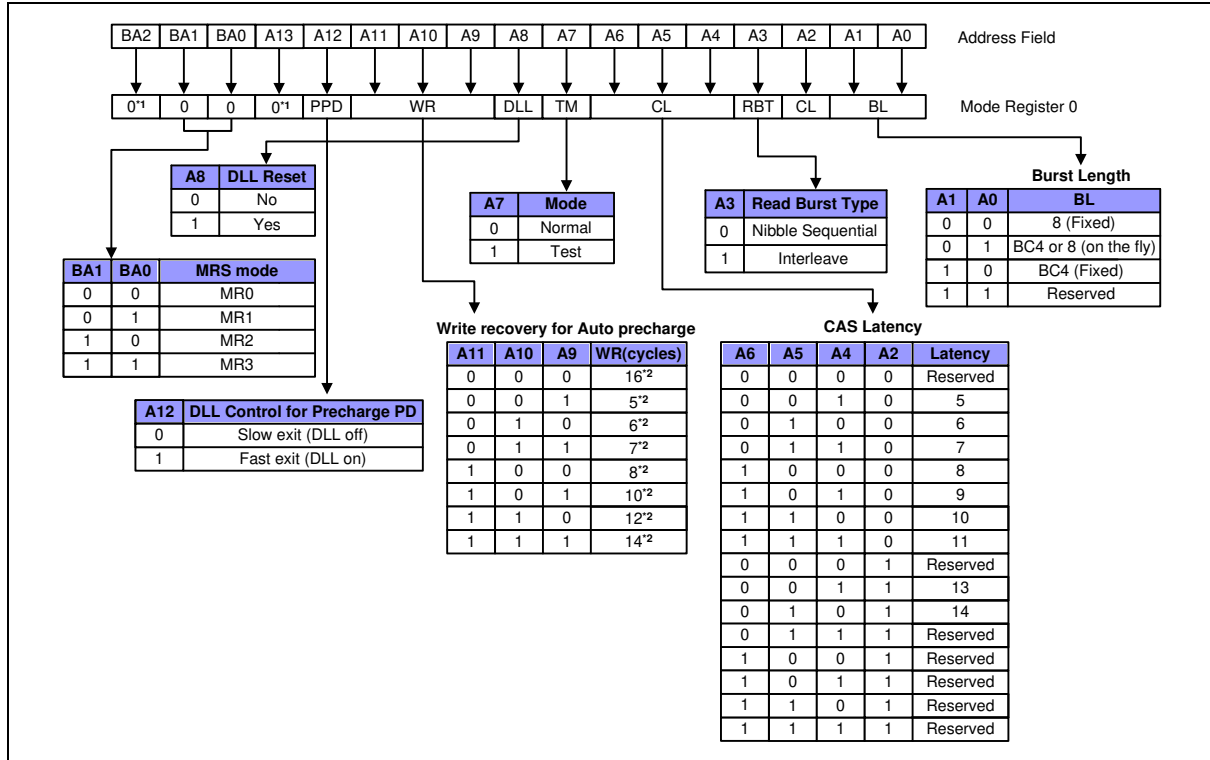 BA2 BA1 BA0 A13 A12 A11 A10 A9 A8 A7 A6 A5 A4 A3 A2 A1 A0 Address Field
0*1 0 0 0*1 PPD WR DLL TM CL RBT CL BL Mode Register 0
A8 DLL Reset
0 No
1 Yes
A7 Mode
0 Normal
1 Test
A3 Read Burst Type
0 Nibble Sequential
1 Interleave
Burst Length
A1 A0 BL
0 0 8 (Fixed)
0 1 BC4 or 8 (on the fly)
1 0 BC4 (Fixed)
1 1 Reserved
BA1 BA0 MRS mode
0 0 MR0
0 1 MR1
1 0 MR2
1 1 MR3
A12 DLL Control for Precharge PD
0 Slow exit (DLL off)
1 Fast exit (DLL on)
Write recovery for Auto precharge
A11 A10 A9 WR(cycles)
0 0 0 16*2
0 0 1 5*2
0 1 0 6*2
0 1 1 7*2
1 0 0 8*2
1 0 1 10*2
1 1 0 12*2
1 1 1 14*2
CAS Latency
A6 A5 A4 A2 Latency
0 0 0 0 Reserved
0 0 1 0 5
0 1 0 0 6
0 1 1 0 7
1 0 0 0 8
1 0 1 0 9
1 1 0 0 10
1 1 1 0 11
0 0 0 1 Reserved
0 0 1 1 13
0 1 0 1 14
0 1 1 1 Reserved
1 0 0 1 Reserved
1 0 1 1 Reserved
1 1 0 1 Reserved
1 1 1 1 Reserved